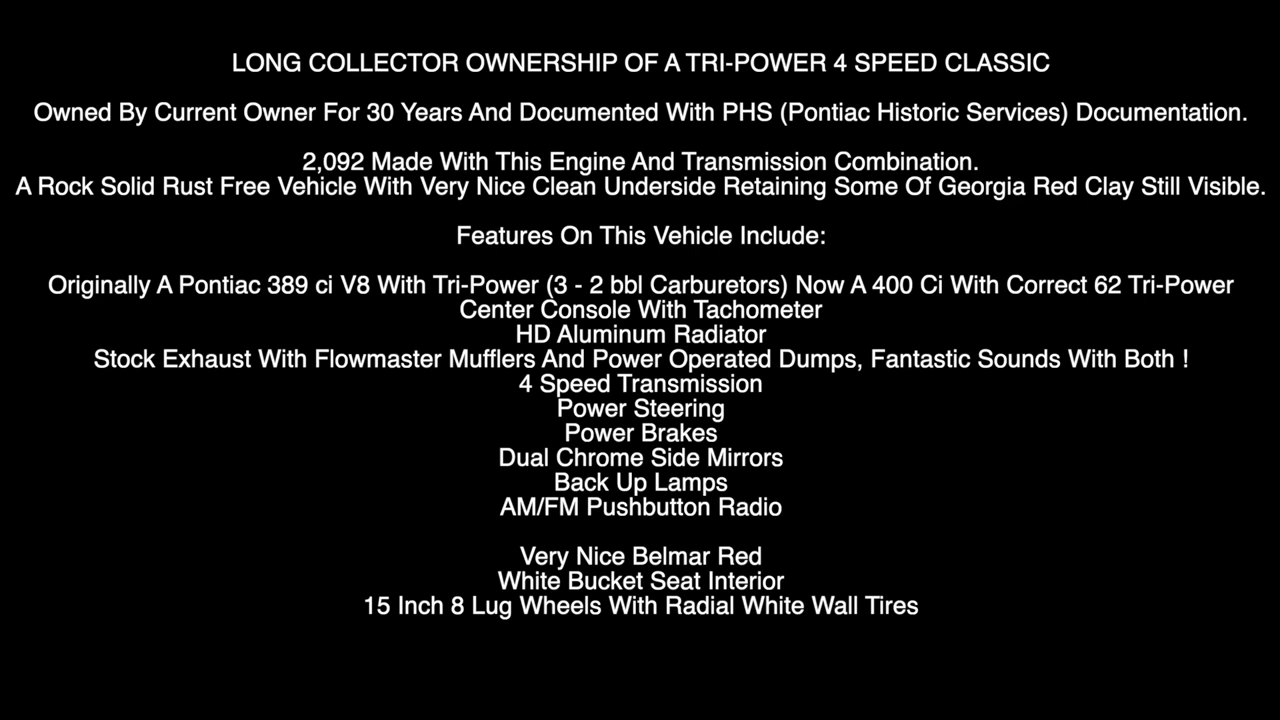 LONG COLLECTOR OWNERSHIP OF A TRI-POWER 4 SPEED CLASSIC
Owned By Current Owner For 30 Years And Documented With PHS (Pontiac Historic Services) Documentation.
2,092 Made With This Engine And Transmission Combination.
A Rock Solid Rust Free Vehicle With Very Nice Clean Underside Retaining Some Of Georgia Red Clay Still Visible.
Features On This Vehicle Include:
Originally A Pontiac 389 ci V8 With Tri-Power (3 - 2 bbl Carburetors) Now A 400 Ci With Correct 62 Tri-Power
Center Console With Tachometer
HD Aluminum Radiator
Stock Exhaust With Flowmaster Mufflers And Power Operated Dumps, Fantastic Sounds With Both !
4 Speed Transmission
Power Steering
Power Brakes
Dual Chrome Side Mirrors
Back Up Lamps
AM/FM Pushbutton Radio
Very Nice Belmar Red
White Bucket Seat Interior
15 Inch 8 Lug Wheels With Radial White Wall Tires